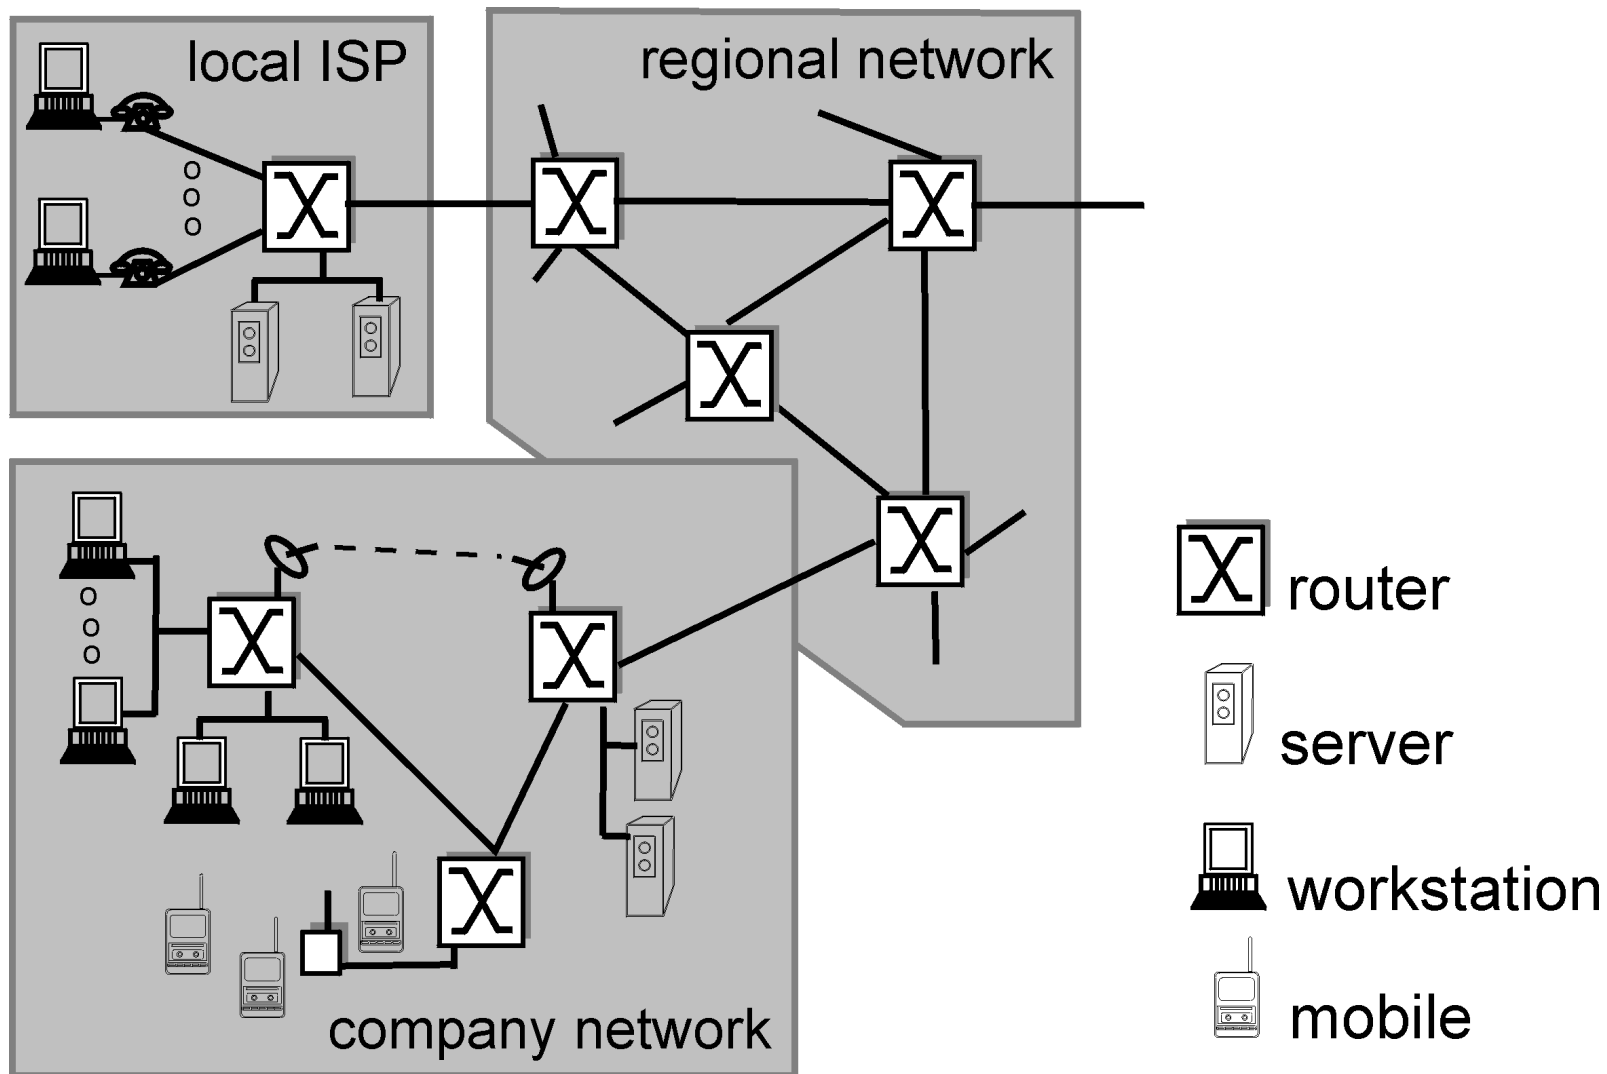 local ISP
regional network
company network
router
server
workstation
mobile